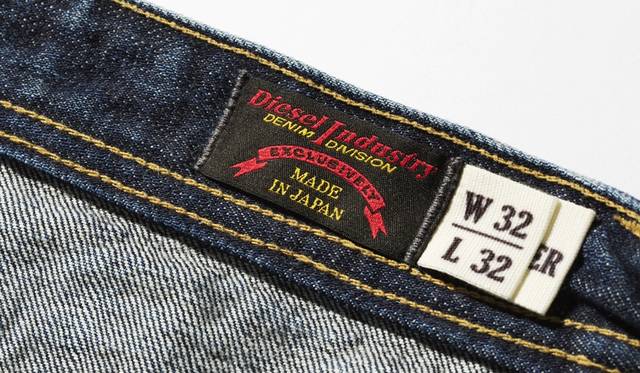 Diesel Industry
DENIM DIVISION
EXCLUSIVELY
MADE
IN JAPAN
W 32
L 32
ER